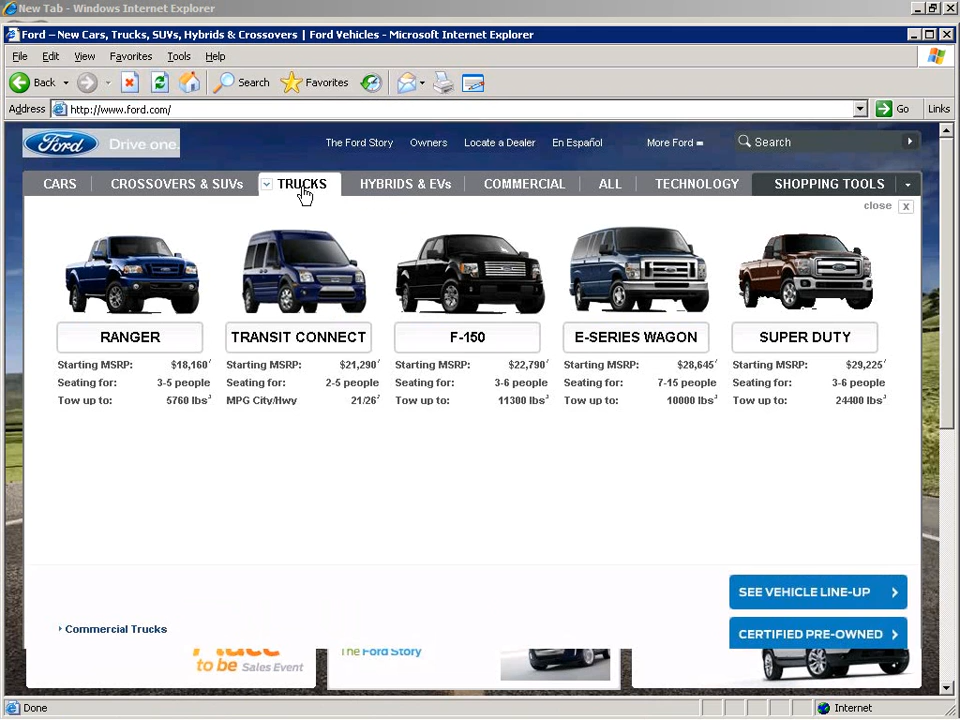 New Tab - Windows Internet Explorer
Ford – New Cars, Trucks, SUVs, Hybrids & Crossovers | Ford Vehicles - Microsoft Internet Explorer
File Edit View Favorites Tools Help
Back Search Favorites
Address http://www.ford.com/ Go Links
Ford Drive one. The Ford Story Owners Locate a Dealer En Español More Ford Search
CARS CROSSOVERS & SUVs TRUCKS HYBRIDS & EVs COMMERCIAL ALL TECHNOLOGY SHOPPING TOOLS
close x
RANGER TRANSIT CONNECT F-150 E-SERIES WAGON SUPER DUTY
Starting MSRP: $18,160 Starting MSRP: $21,290 Starting MSRP: $22,790 Starting MSRP: $28,645 Starting MSRP: $29,225
Seating for: 3-5 people Seating for: 2-5 people Seating for: 3-6 people Seating for: 7-15 people Seating for: 3-6 people
Tow up to: 5760 lbs³ MPG City/Hwy 21/26 Tow up to: 11300 lbs³ Tow up to: 10000 lbs³ Tow up to: 24400 lbs³
SEE VEHICLE LINE-UP
Commercial Trucks
CERTIFIED PRE-OWNED
Place
to be Sales Event
The Ford Story
Done Internet